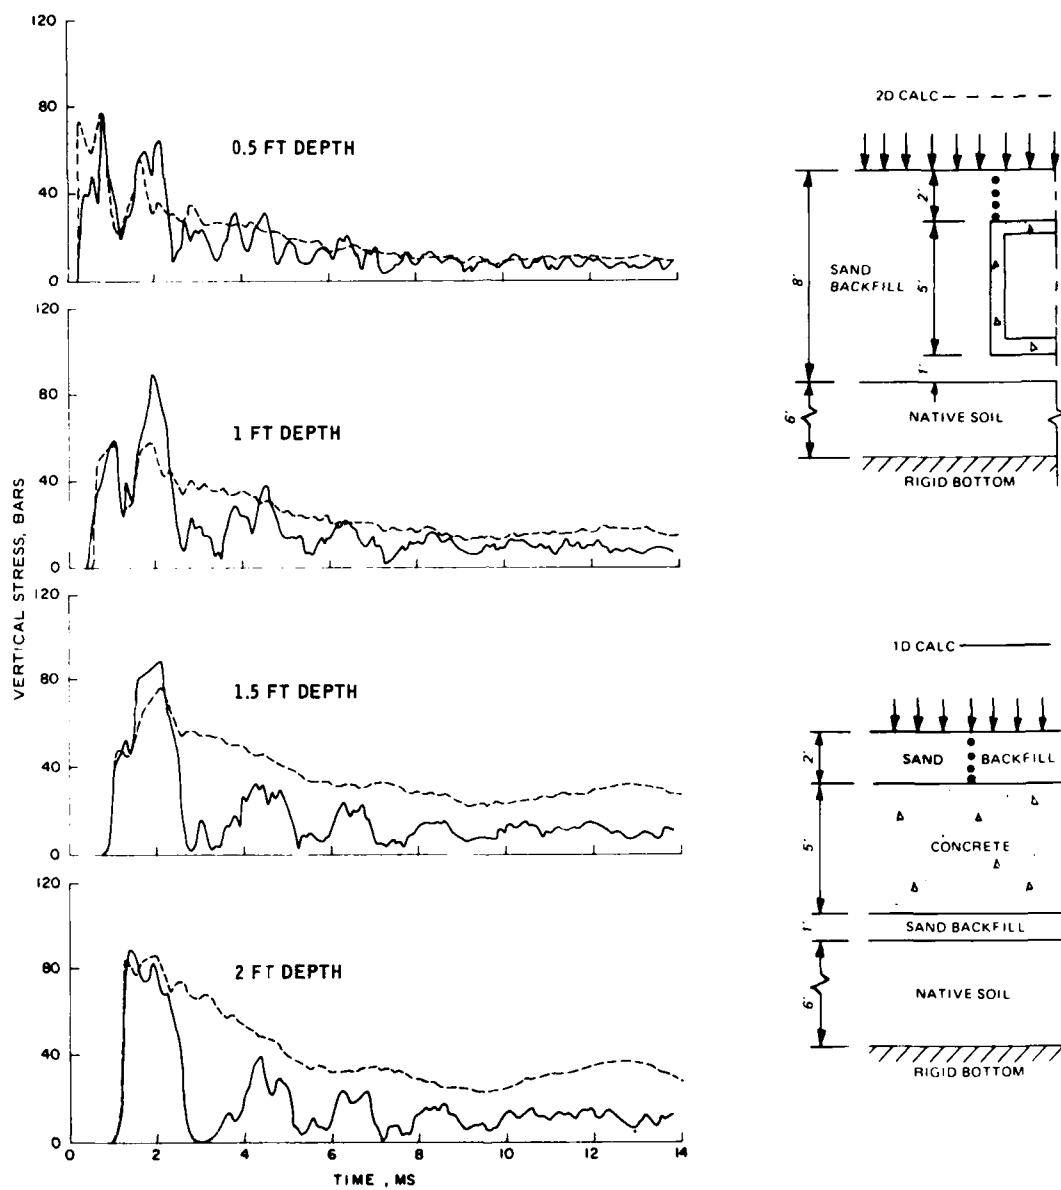 VERTICAL STRESS, BARS
120
80
40
0
0.5 FT DEPTH
120
80
40
0
1 FT DEPTH
120
80
40
0
1.5 FT DEPTH
120
80
40
0
2 FT DEPTH
0 2 4 6 8 10 12 14
TIME, MS
2D CALC
2'
8'
SAND
BACKFILL
5'
1'
6'
NATIVE SOIL
RIGID BOTTOM
1D CALC
2'
SAND BACKFILL
5'
CONCRETE
1'
SAND BACKFILL
6'
NATIVE SOIL
RIGID BOTTOM